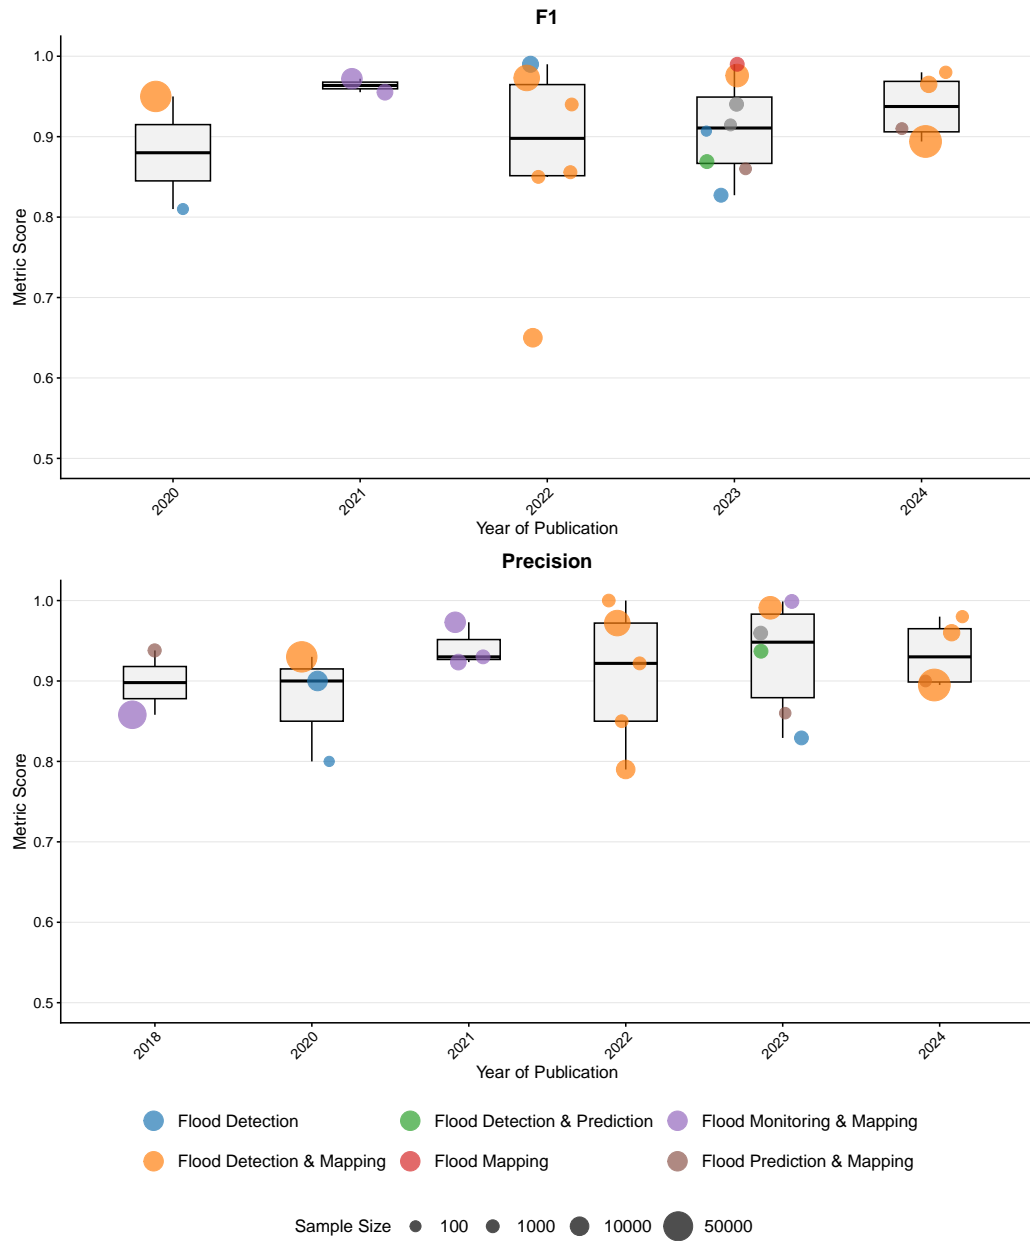 F1
1.0
0.9
0.8
0.7
0.6
0.5
Metric Score
2020
2021
2022
2023
2024
Year of Publication
Precision
1.0
0.9
0.8
0.7
0.6
0.5
Metric Score
2018
2020
2021
2022
2023
2024
Year of Publication
Flood Detection
Flood Detection & Prediction
Flood Monitoring & Mapping
Flood Detection & Mapping
Flood Mapping
Flood Prediction & Mapping
Sample Size 100 1000 10000 50000